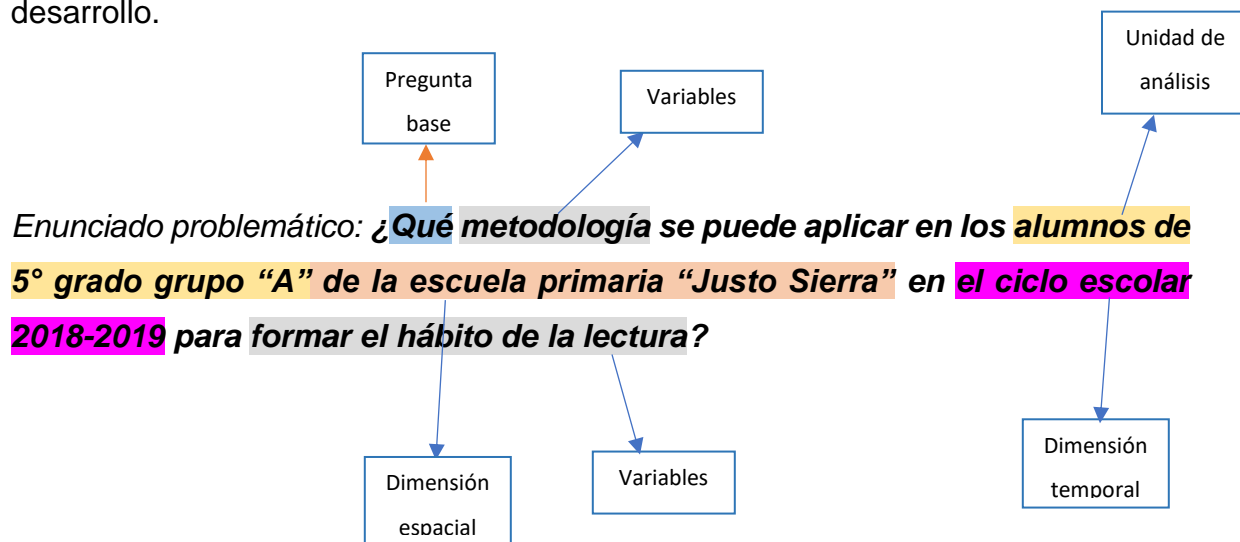 desarrollo.
Unidad de
análisis
Pregunta
base
Variables
Enunciado problemático: ¿Qué metodología se puede aplicar en los alumnos de
5° grado grupo “A” de la escuela primaria “Justo Sierra” en el ciclo escolar
2018-2019 para formar el hábito de la lectura?
Dimensión
espacial
Variables
Dimensión
temporal